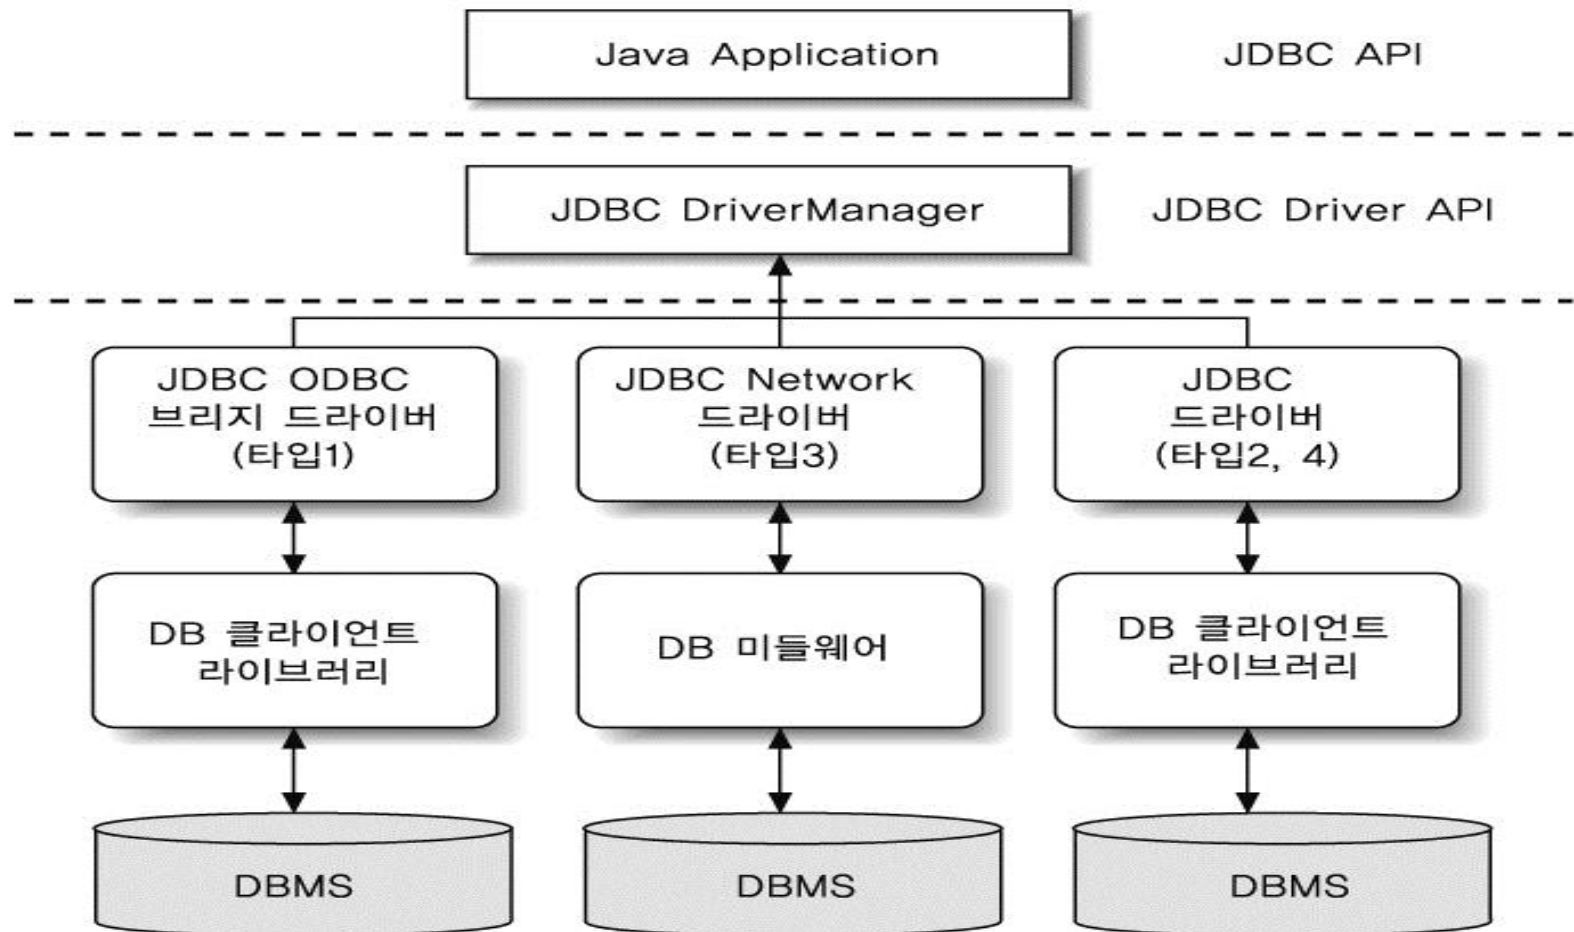 Java Application
JDBC API
JDBC DriverManager
JDBC Driver API
JDBC ODBC
브리지 드라이버
(타입1)
JDBC Network
드라이버
(타입3)
JDBC
드라이버
(타입2, 4)
DB 클라이언트
라이브러리
DB 미들웨어
DB 클라이언트
라이브러리
DBMS
DBMS
DBMS